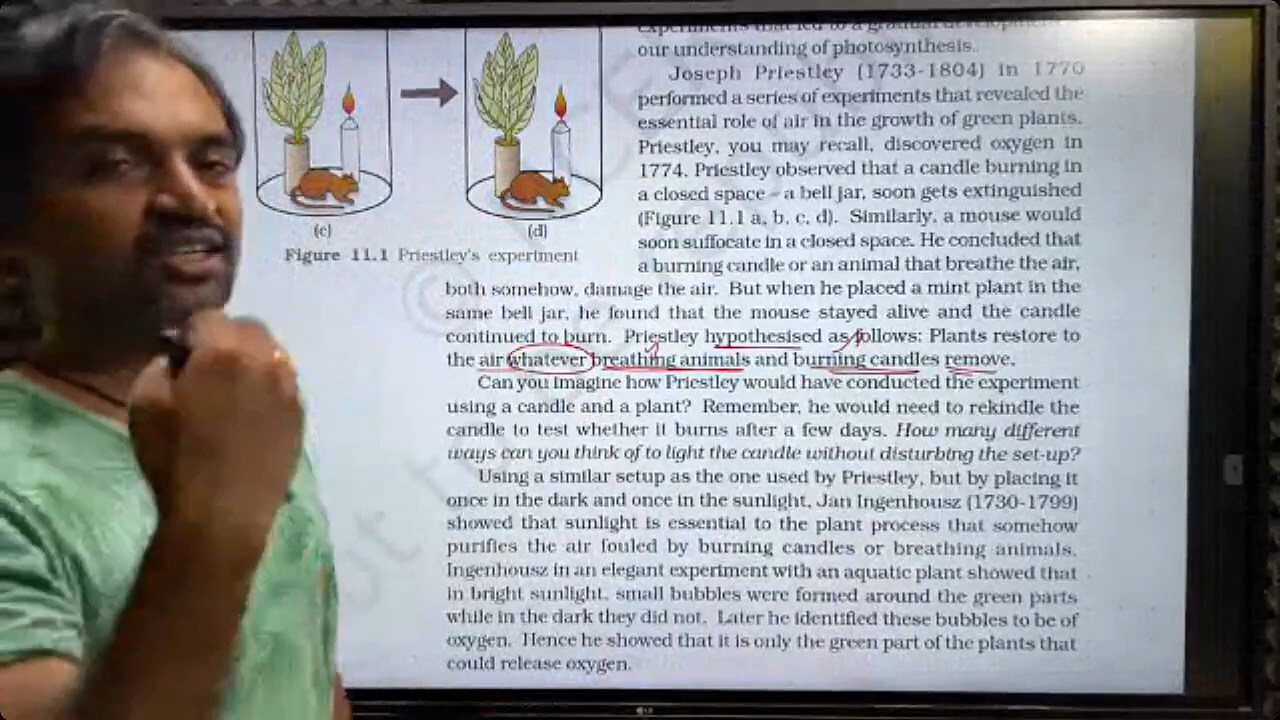 our understanding of photosynthesis.
Joseph Priestley (1733-1804) in 1770
performed a series of experiments that revealed the
essential role of air in the growth of green plants.
Priestley, you may recall, discovered oxygen in
1774. Priestley observed that a candle burning in
a closed space – a bell jar, soon gets extinguished
(Figure 11.1 a, b, c, d). Similarly, a mouse would
soon suffocate in a closed space. He concluded that
a burning candle or an animal that breathe the air,
both somehow, damage the air. But when he placed a mint plant in the
same bell jar, he found that the mouse stayed alive and the candle
continued to burn. Priestley hypothesised as follows: Plants restore to
the air whatever breathing animals and burning candles remove.
Can you imagine how Priestley would have conducted the experiment
using a candle and a plant? Remember, he would need to rekindle the
candle to test whether it burns after a few days. How many different
ways can you think of to light the candle without disturbing the set-up?
Using a similar setup as the one used by Priestley, but by placing it
once in the dark and once in the sunlight, Jan Ingenhousz (1730-1799)
showed that sunlight is essential to the plant process that somehow
purifies the air fouled by burning candles or breathing animals.
Ingenhousz in an elegant experiment with an aquatic plant showed that
in bright sunlight, small bubbles were formed around the green parts
while in the dark they did not. Later he identified these bubbles to be of
oxygen. Hence he showed that it is only the green part of the plants that
could release oxygen.
(c)
(d)
Figure 11.1 Priestley's experiment
LG